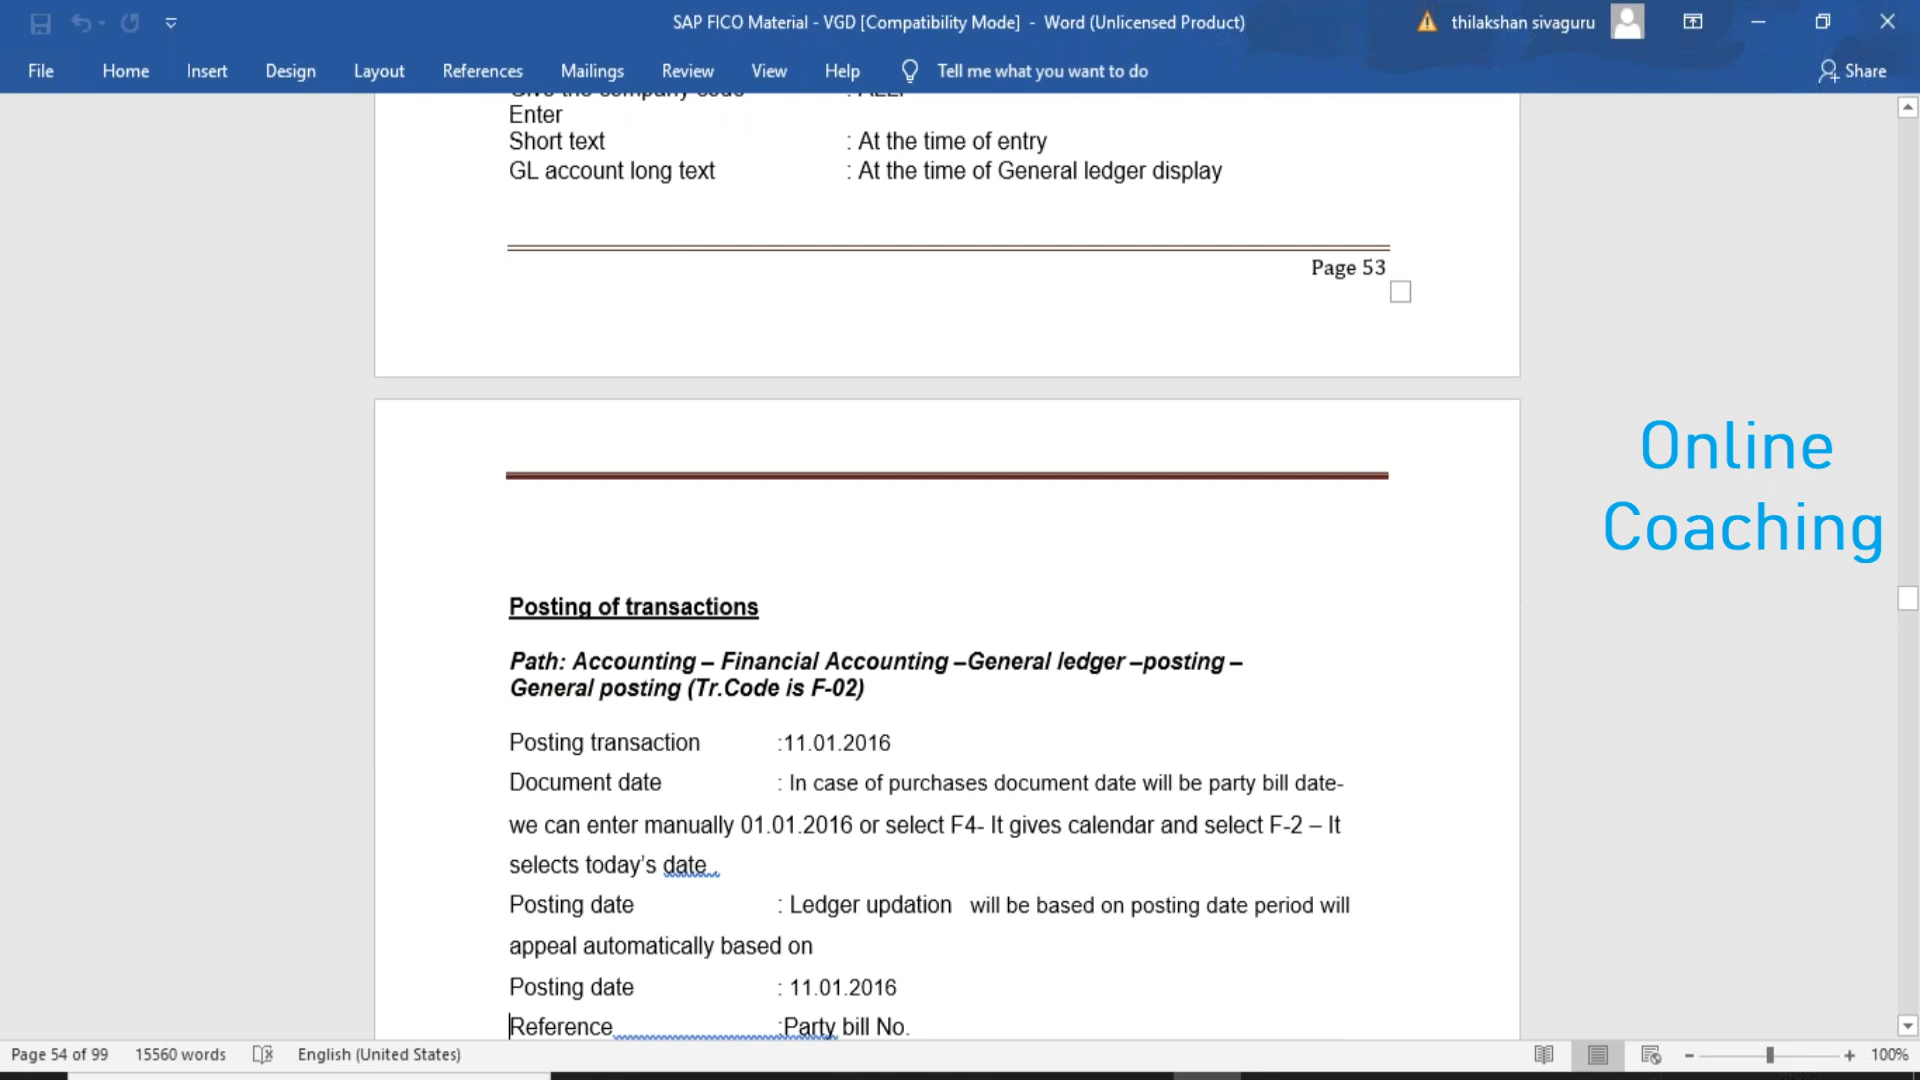 SAP FICO Material - VGD [Compatibility Mode] - Word (Unlicensed Product)
thilakshan sivaguru
File Home Insert Design Layout References Mailings Review View Help Tell me what you want to do
Share
Give the company code
Enter
Short text : At the time of entry
GL account long text : At the time of General ledger display
Page 53
Online
Coaching
Posting of transactions
Path: Accounting – Financial Accounting –General ledger –posting –
General posting (Tr.Code is F-02)
Posting transaction :11.01.2016
Document date : In case of purchases document date will be party bill date-
we can enter manually 01.01.2016 or select F4- It gives calendar and select F-2 – It
selects today's date .
Posting date : Ledger updation will be based on posting date period will
appeal automatically based on
Posting date : 11.01.2016
Reference :Party bill No.
Page 54 of 99 15560 words English (United States)
100%